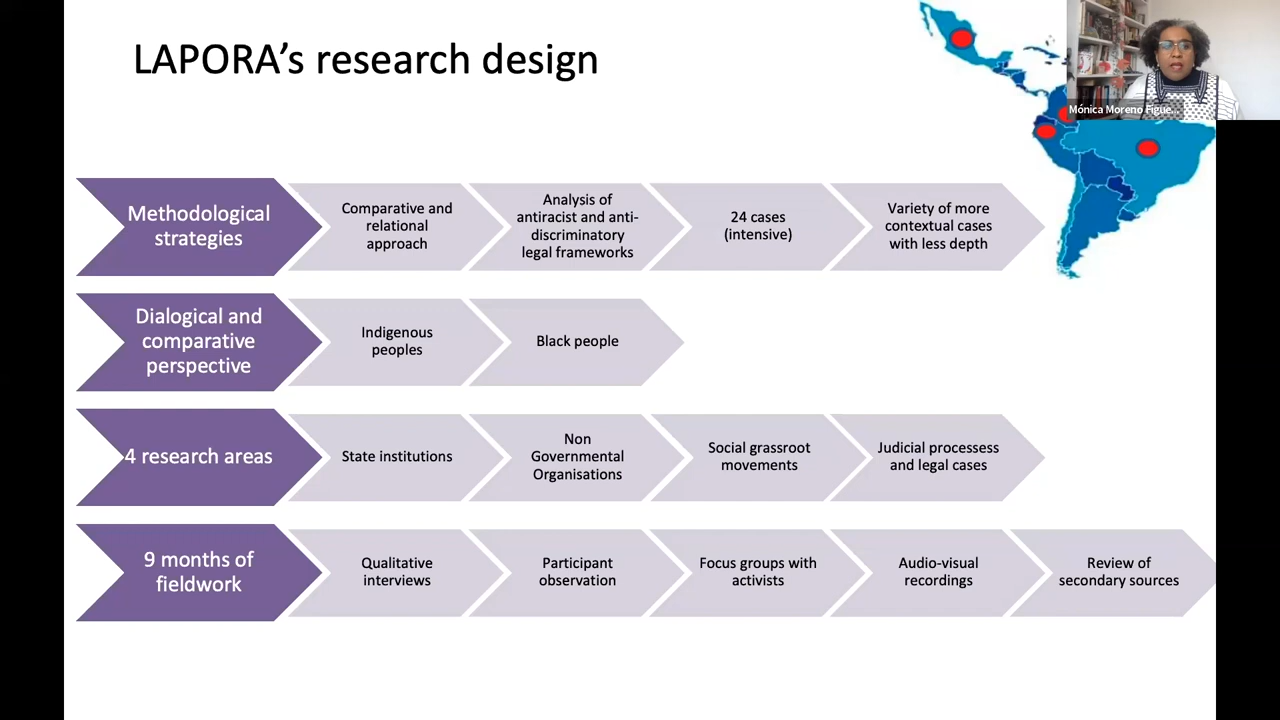 LAPORA’s research design
Mónica Moreno Figue...
Methodological
strategies
Comparative and
relational
approach
Analysis of
antiracist and anti-
discriminatory
legal frameworks
24 cases
(intensive)
Variety of more
contextual cases
with less depth
Dialogical and
comparative
perspective
Indigenous
peoples
Black people
4 research areas
State institutions
Non
Governmental
Organisations
Social grassroot
movements
Judicial processess
and legal cases
9 months of
fieldwork
Qualitative
interviews
Participant
observation
Focus groups with
activists
Audio-visual
recordings
Review of
secondary sources